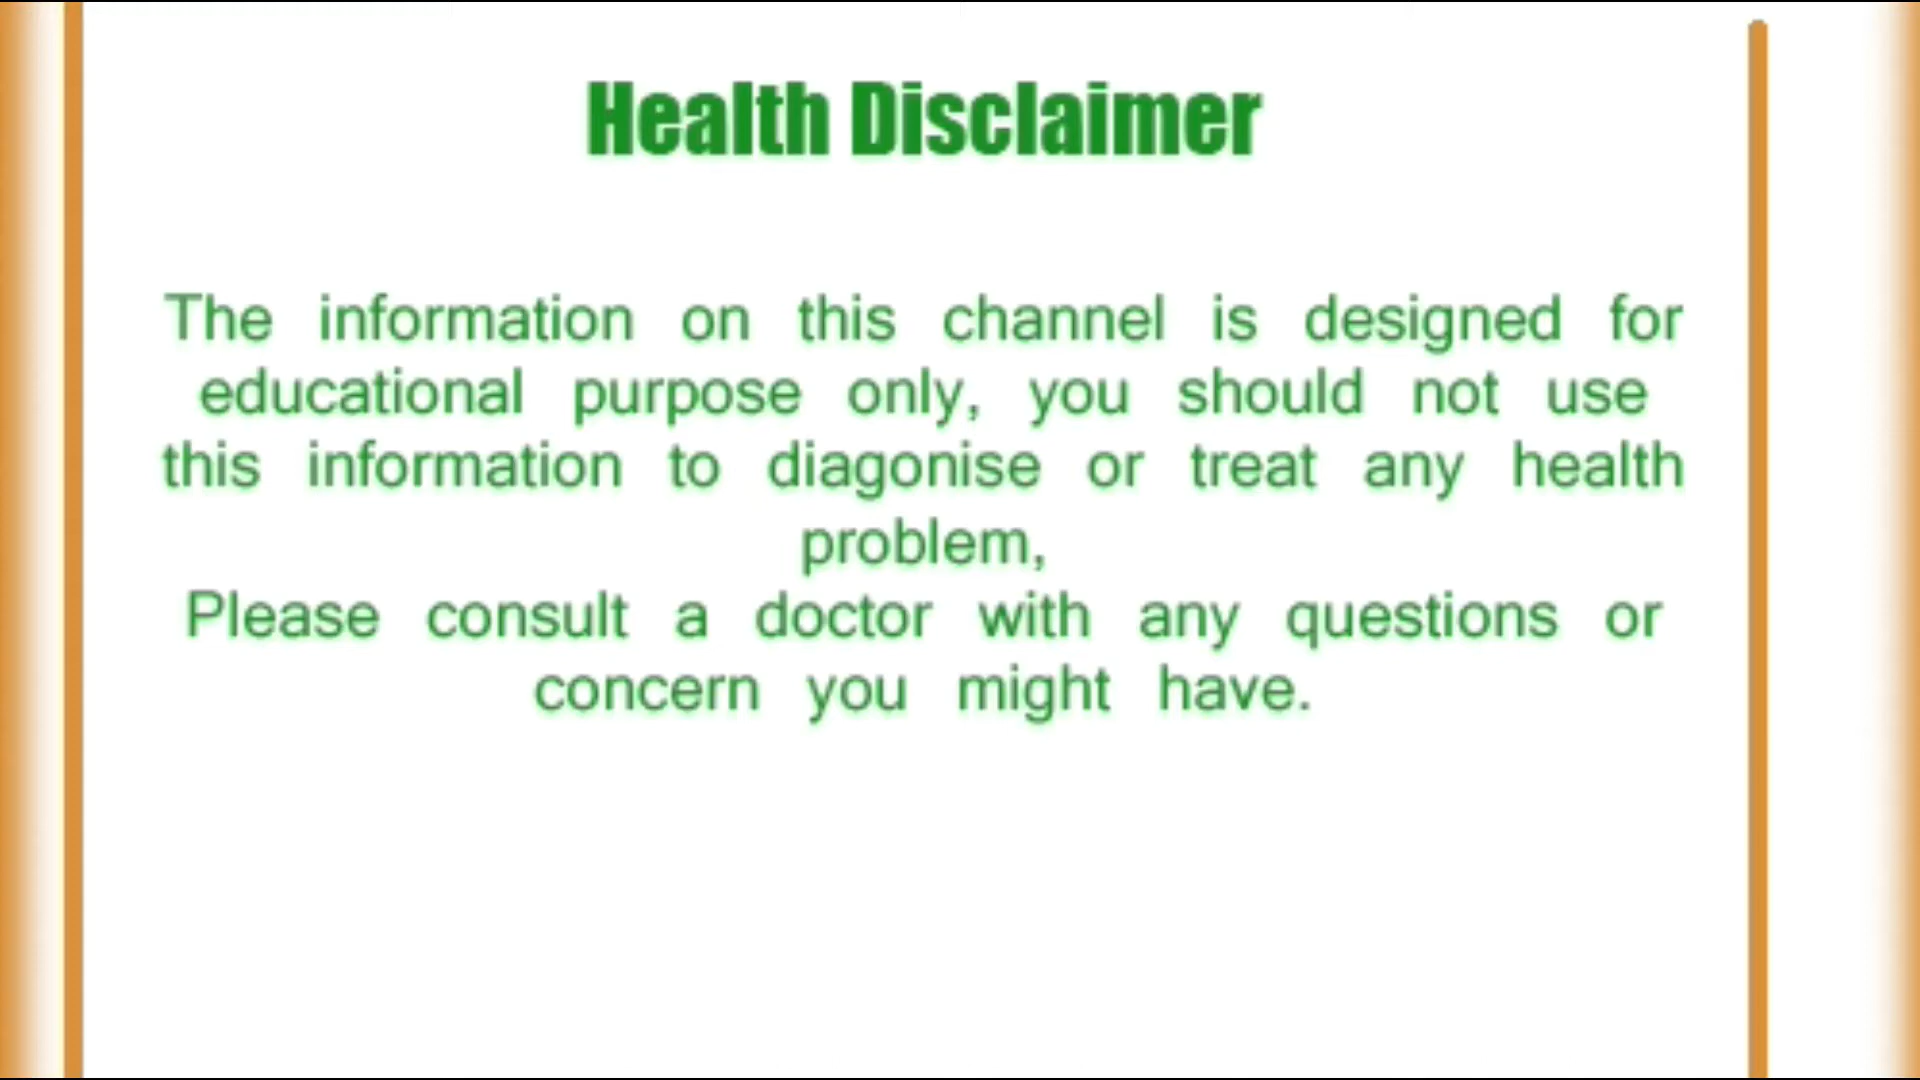 Health Disclaimer
The information on this channel is designed for
educational purpose only, you should not use
this information to diagonise or treat any health
problem,
Please consult a doctor with any questions or
concern you might have.